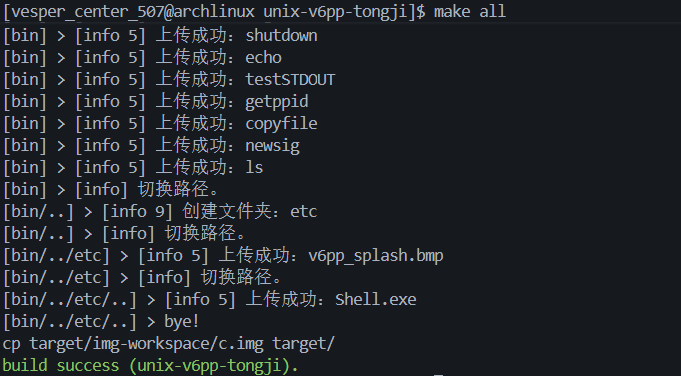 [vesper_center_507@archlinux unix-v6pp-tongji]$ make all
[bin] > [info 5] 上传成功：shutdown
[bin] > [info 5] 上传成功：echo
[bin] > [info 5] 上传成功：testSTDOUT
[bin] > [info 5] 上传成功：getppid
[bin] > [info 5] 上传成功：copyfile
[bin] > [info 5] 上传成功：newsig
[bin] > [info 5] 上传成功：ls
[bin] > [info] 切换路径。
[bin/..] > [info 9] 创建文件夹：etc
[bin/..] > [info] 切换路径。
[bin/../etc] > [info 5] 上传成功：v6pp_splash.bmp
[bin/../etc] > [info] 切换路径。
[bin/../etc/..] > [info 5] 上传成功：Shell.exe
[bin/../etc/..] > bye!
cp target/img-workspace/c.img target/
build success (unix-v6pp-tongji).